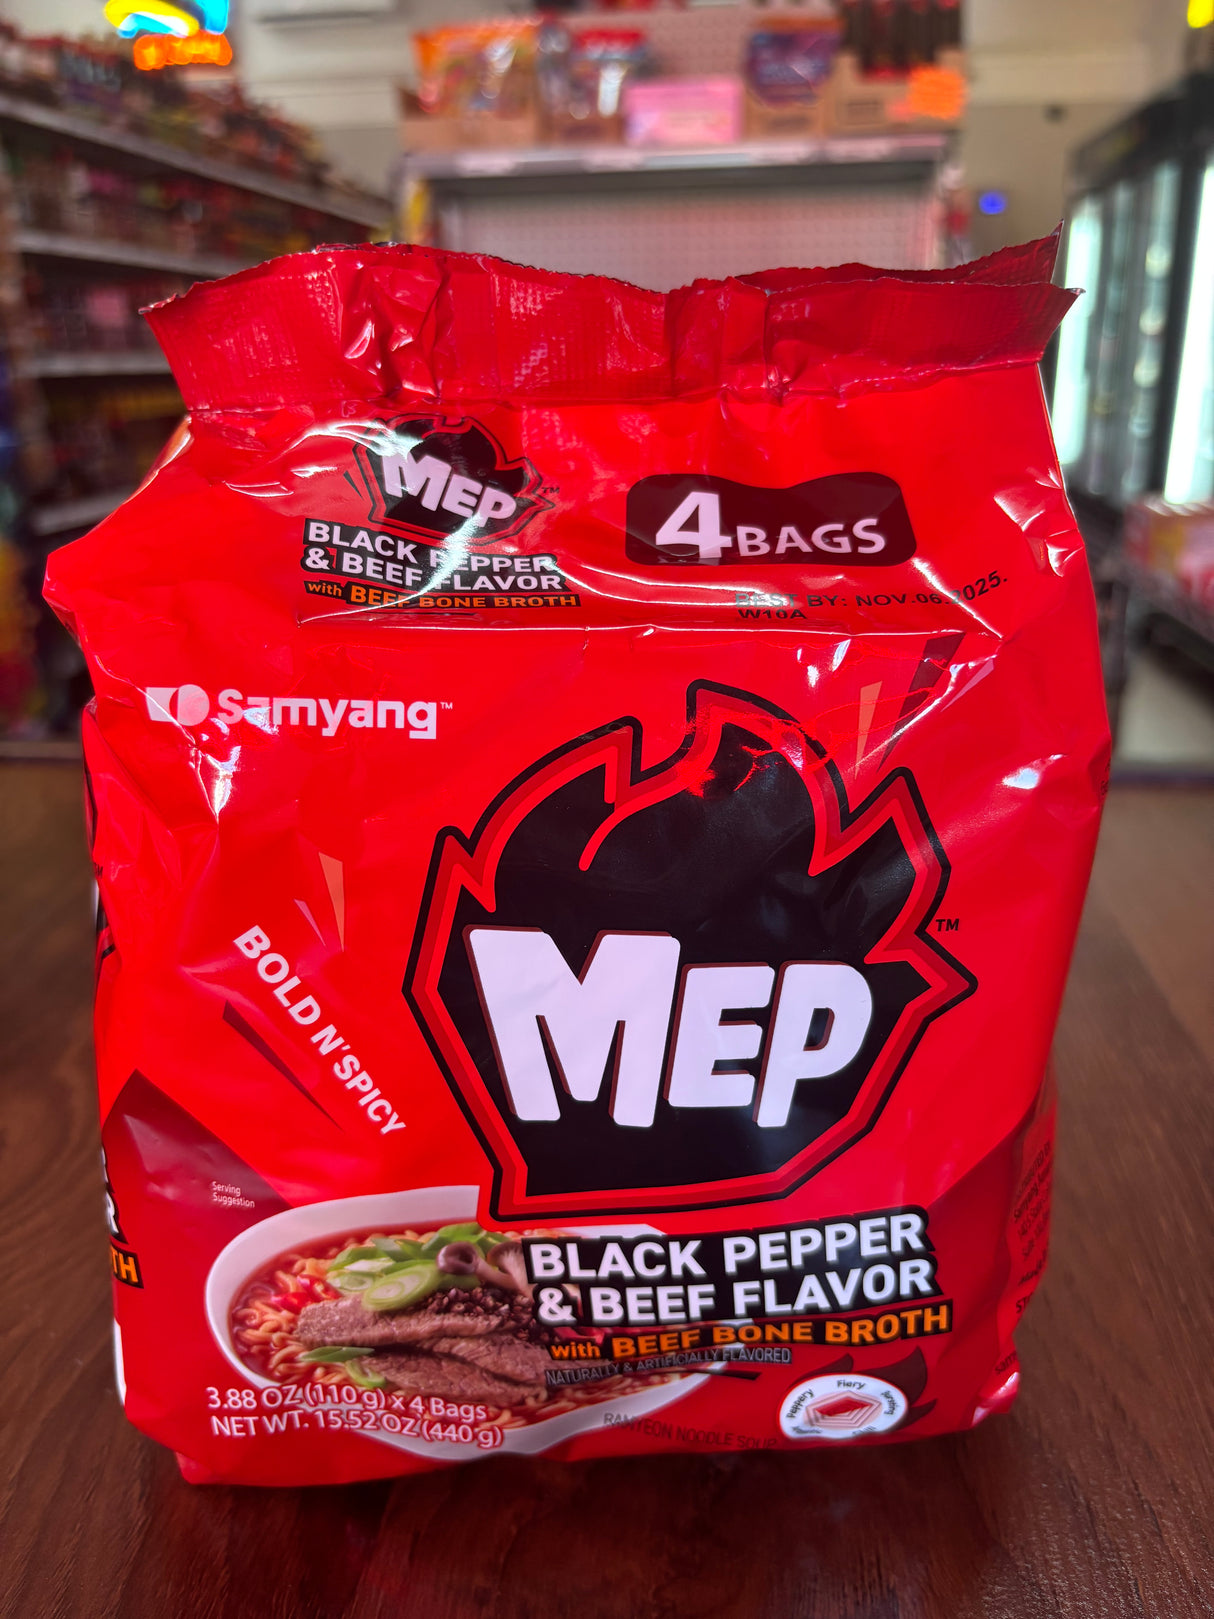 MEP™
BLACK PEPPER
& BEEF FLAVOR
with BEEF BONE BROTH
4 BAGS
BEST BY: NOV.06.2025.
W10A
Samyang™
BOLD N'SPICY
MEP
TM
Serving
Suggestion
BLACK PEPPER
& BEEF FLAVOR
with BEEF BONE BROTH
NATURALLY & ARTIFICIALLY FLAVORED
3.88 OZ (110 g) x 4 Bags
NET WT. 15.52 OZ (440 g)
RAMYEON NOODLE SOUP
Peppery
Fiery
TH